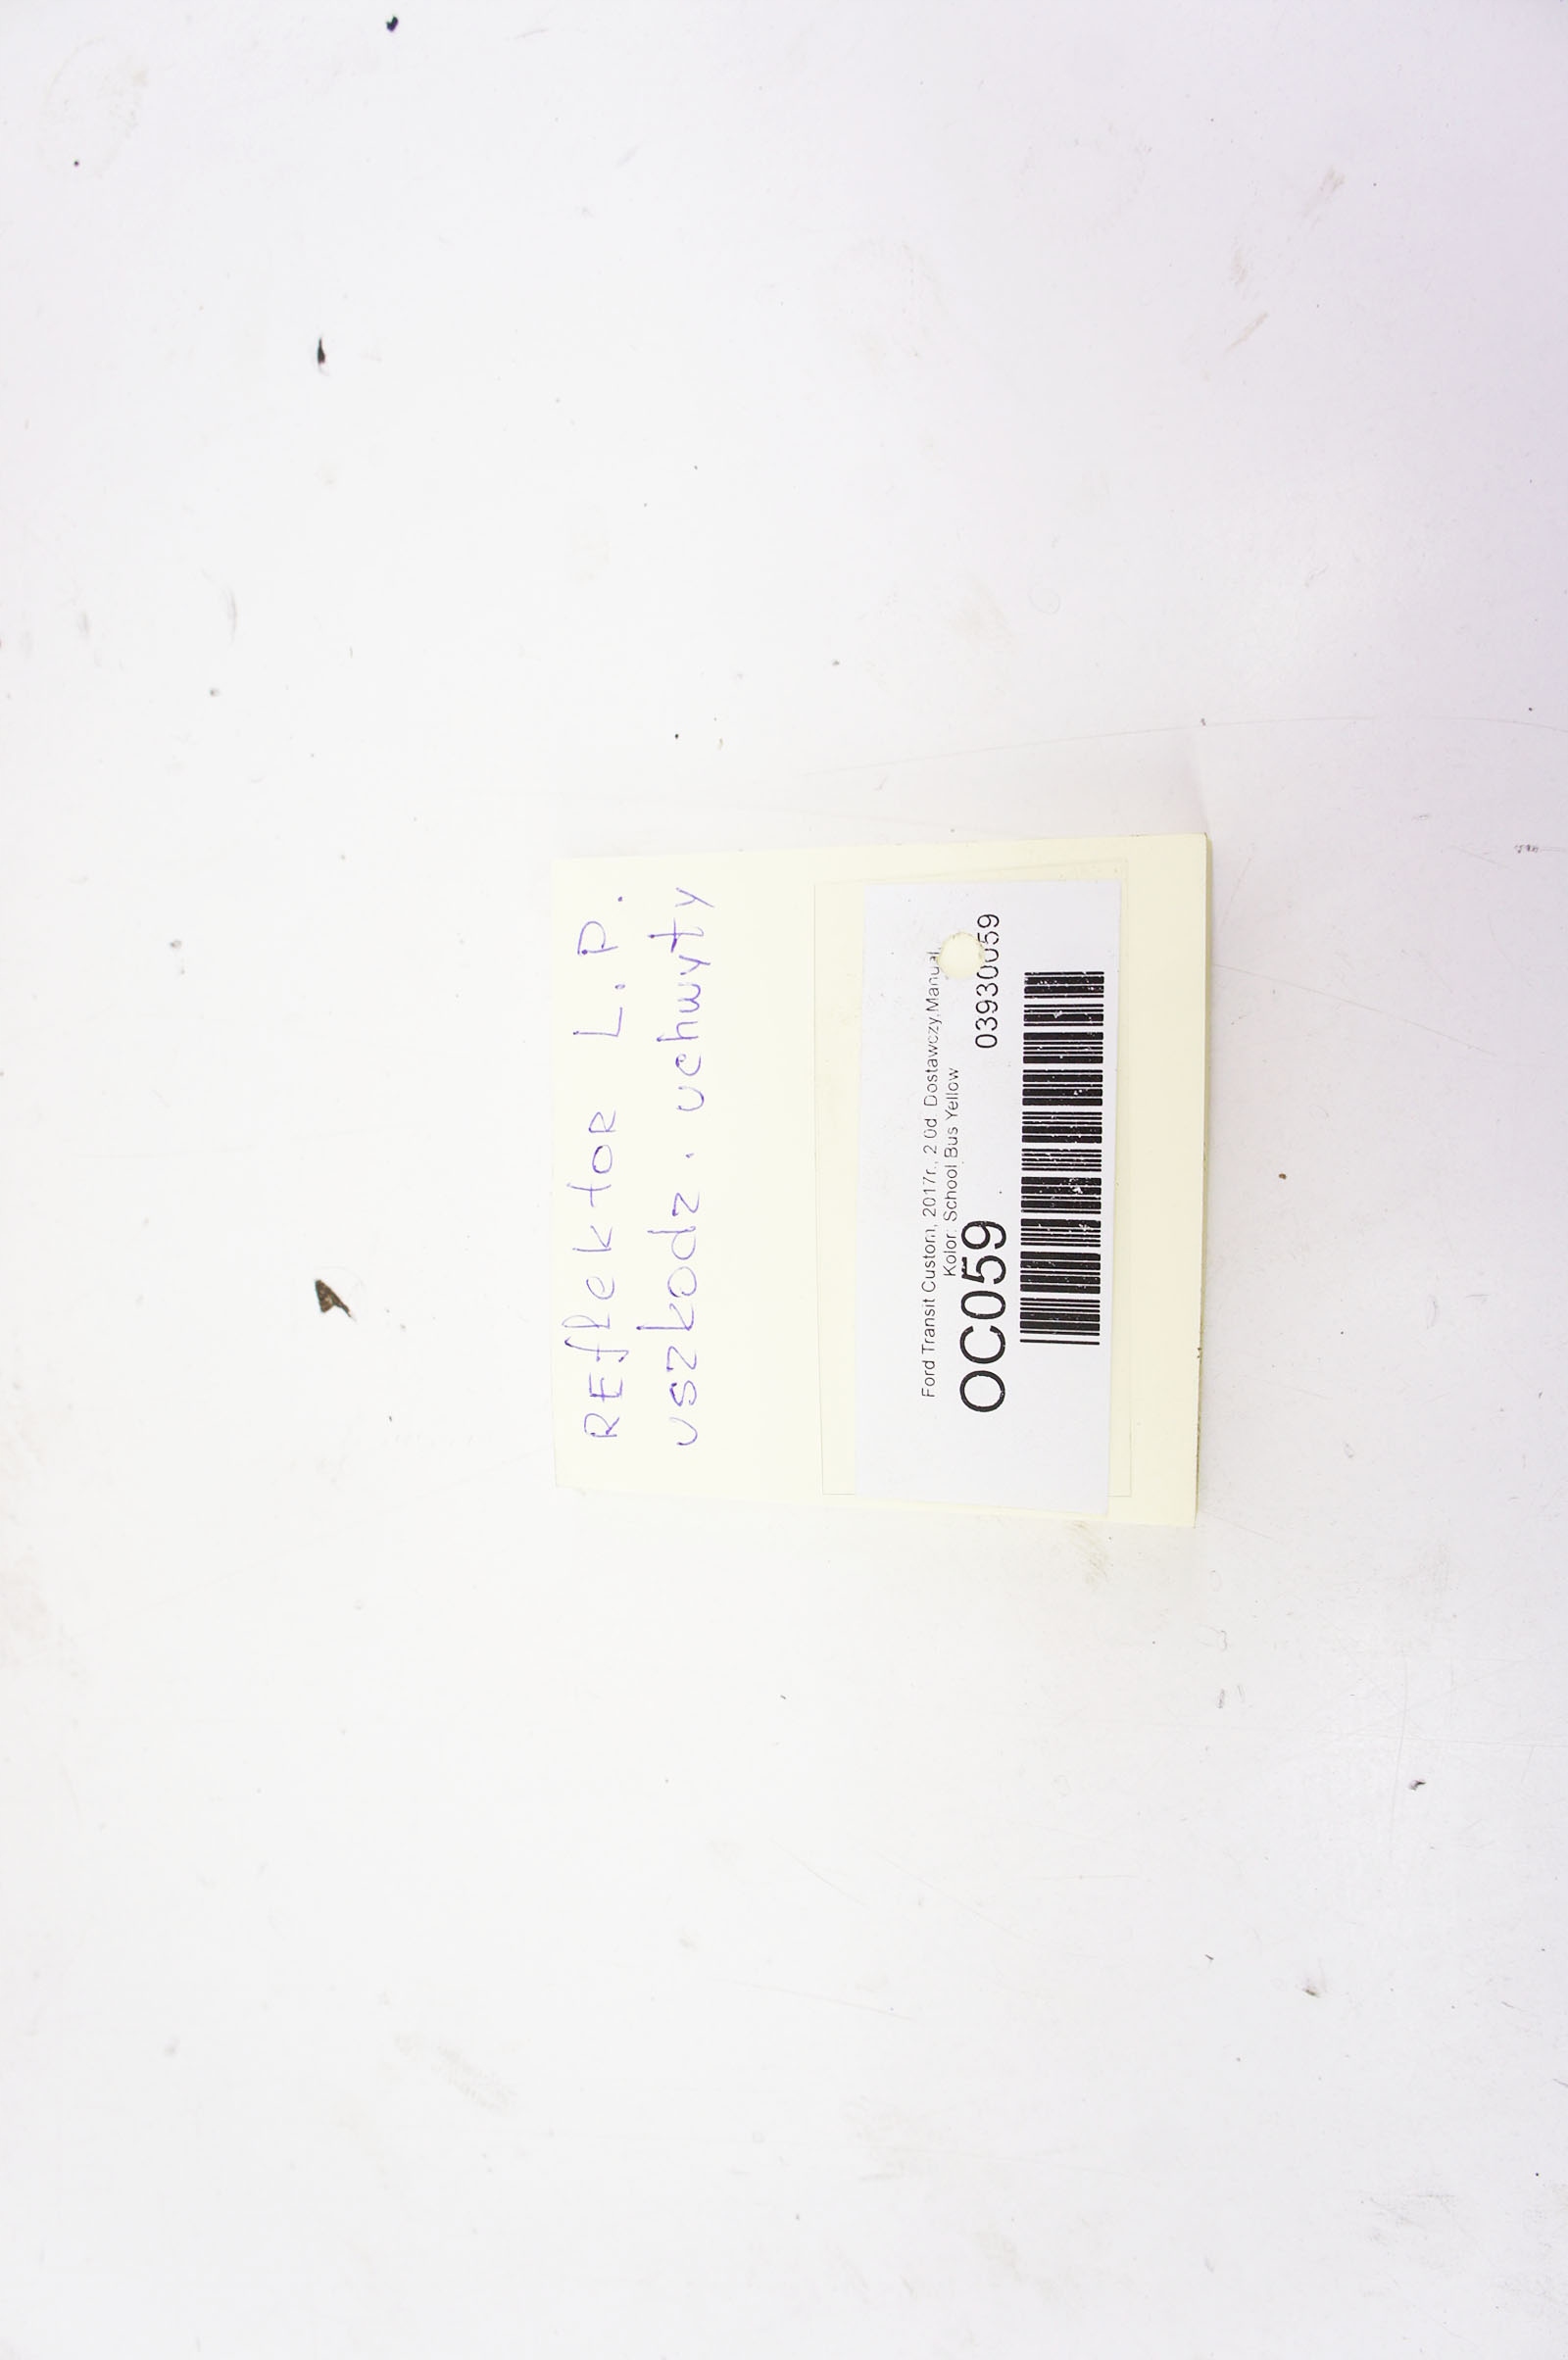 REflektor L.P.
uszkodz. uchwyty
Ford Transit Custom, 2017r., 2.0d Dostawczy,Manual,
Kolor: School Bus Yellow
OC059 03930059